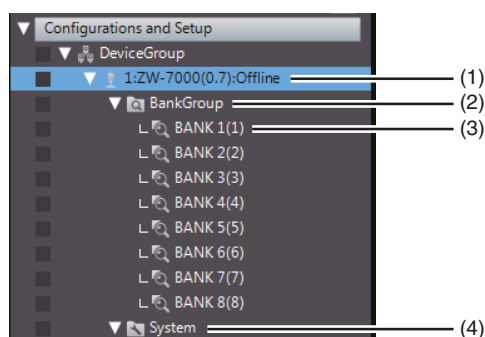 Configurations and Setup
DeviceGroup
1:ZW-7000(0.7):Offline (1)
BankGroup (2)
BANK 1(1) (3)
BANK 2(2)
BANK 3(3)
BANK 4(4)
BANK 5(5)
BANK 6(6)
BANK 7(7)
BANK 8(8)
System (4)